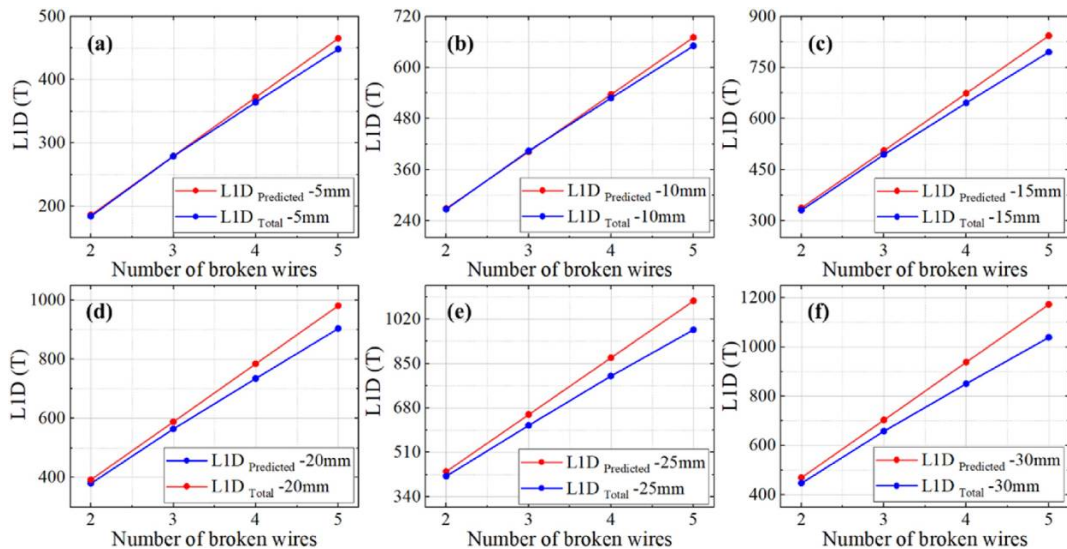 (a)
L1D (T)
500
400
300
200
L1D Predicted -5mm
L1D Total -5mm
2 3 4 5
Number of broken wires
(b)
L1D (T)
720
600
480
360
240
L1D Predicted -10mm
L1D Total -10mm
2 3 4 5
Number of broken wires
(c)
L1D (T)
900
750
600
450
300
L1D Predicted -15mm
L1D Total -15mm
2 3 4 5
Number of broken wires
(d)
L1D (T)
1000
800
600
400
L1D Predicted -20mm
L1D Total -20mm
2 3 4 5
Number of broken wires
(e)
L1D (T)
1020
850
680
510
340
L1D Predicted -25mm
L1D Total -25mm
2 3 4 5
Number of broken wires
(f)
L1D (T)
1200
1000
800
600
400
L1D Predicted -30mm
L1D Total -30mm
2 3 4 5
Number of broken wires